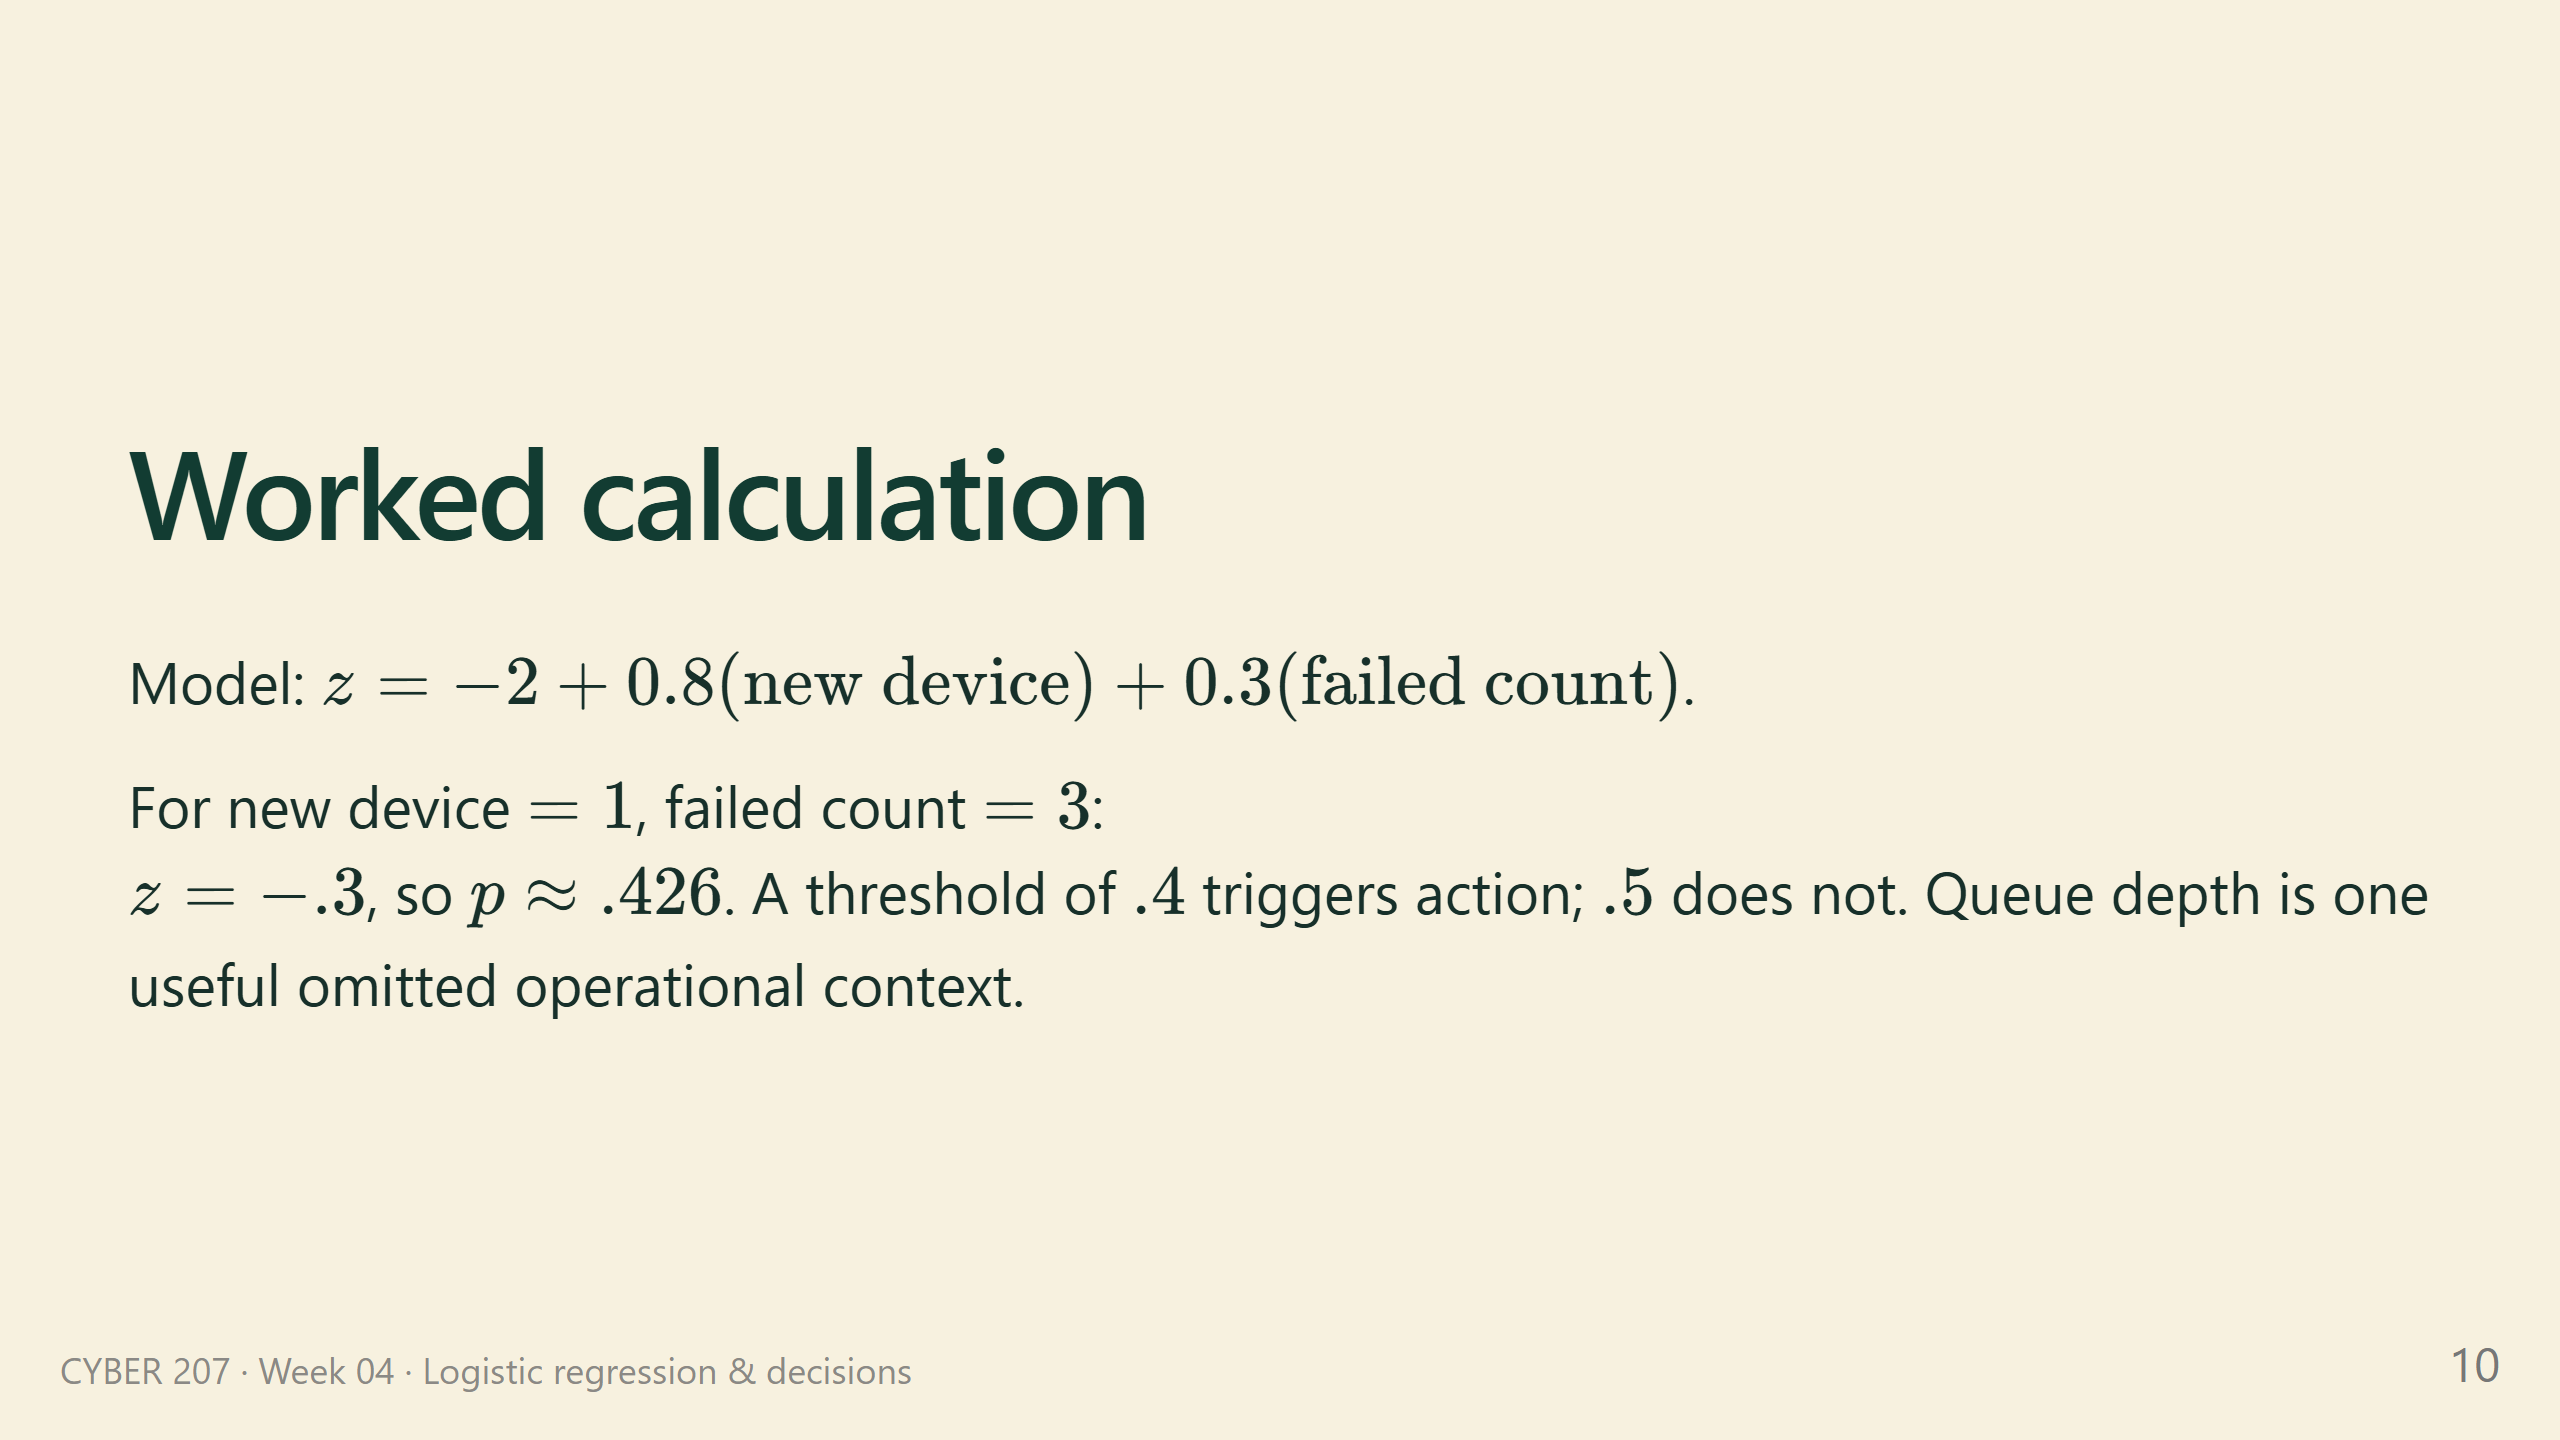 Worked calculation
Model: z = −2 + 0.8(new device) + 0.3(failed count).
For new device = 1, failed count = 3:
z = −.3, so p ≈ .426. A threshold of .4 triggers action; .5 does not. Queue depth is one
useful omitted operational context.
CYBER 207 · Week 04 · Logistic regression & decisions
10